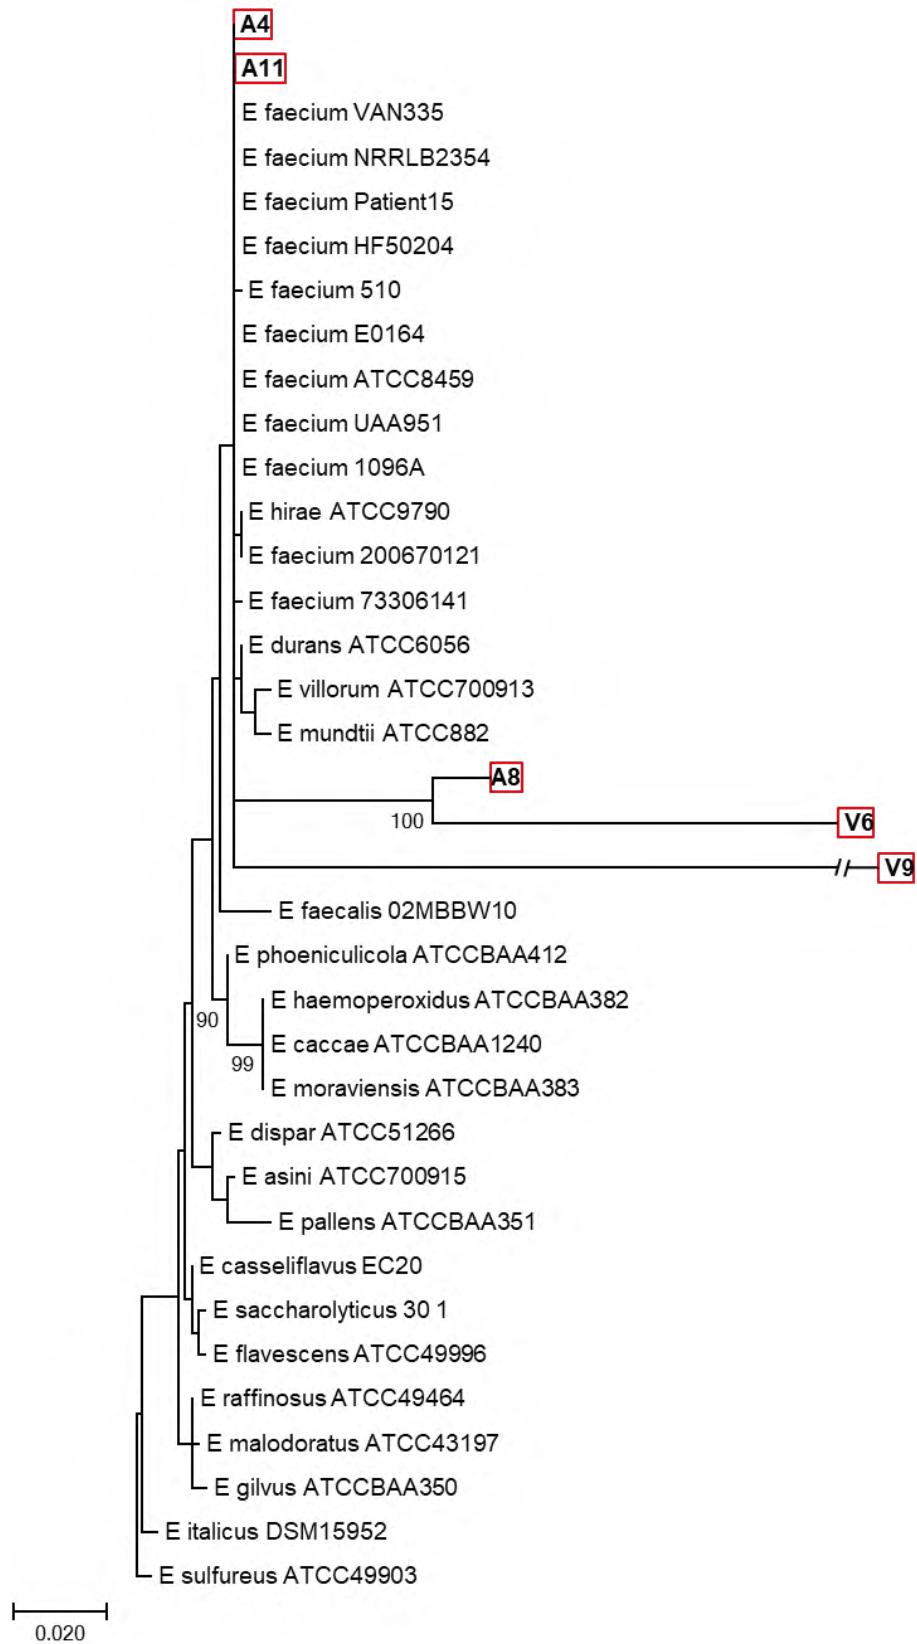 A4
A11
E faecium VAN335
E faecium NRRLB2354
E faecium Patient15
E faecium HF50204
E faecium 510
E faecium E0164
E faecium ATCC8459
E faecium UAA951
E faecium 1096A
E hirae ATCC9790
E faecium 200670121
E faecium 73306141
E durans ATCC6056
E villorum ATCC700913
E mundtii ATCC882
A8
100
V6
V9
E faecalis 02MBBW10
E phoeniculicola ATCCBAA412
E haemoperoxidus ATCCBAA382
90
E caccae ATCCBAA1240
99
E moraviensis ATCCBAA383
E dispar ATCC51266
E asini ATCC700915
E pallens ATCCBAA351
E casseliflavus EC20
E saccharolyticus 30 1
E flavescens ATCC49996
E raffinosus ATCC49464
E malodoratus ATCC43197
E gilvus ATCCBAA350
E italicus DSM15952
E sulfureus ATCC49903
0.020